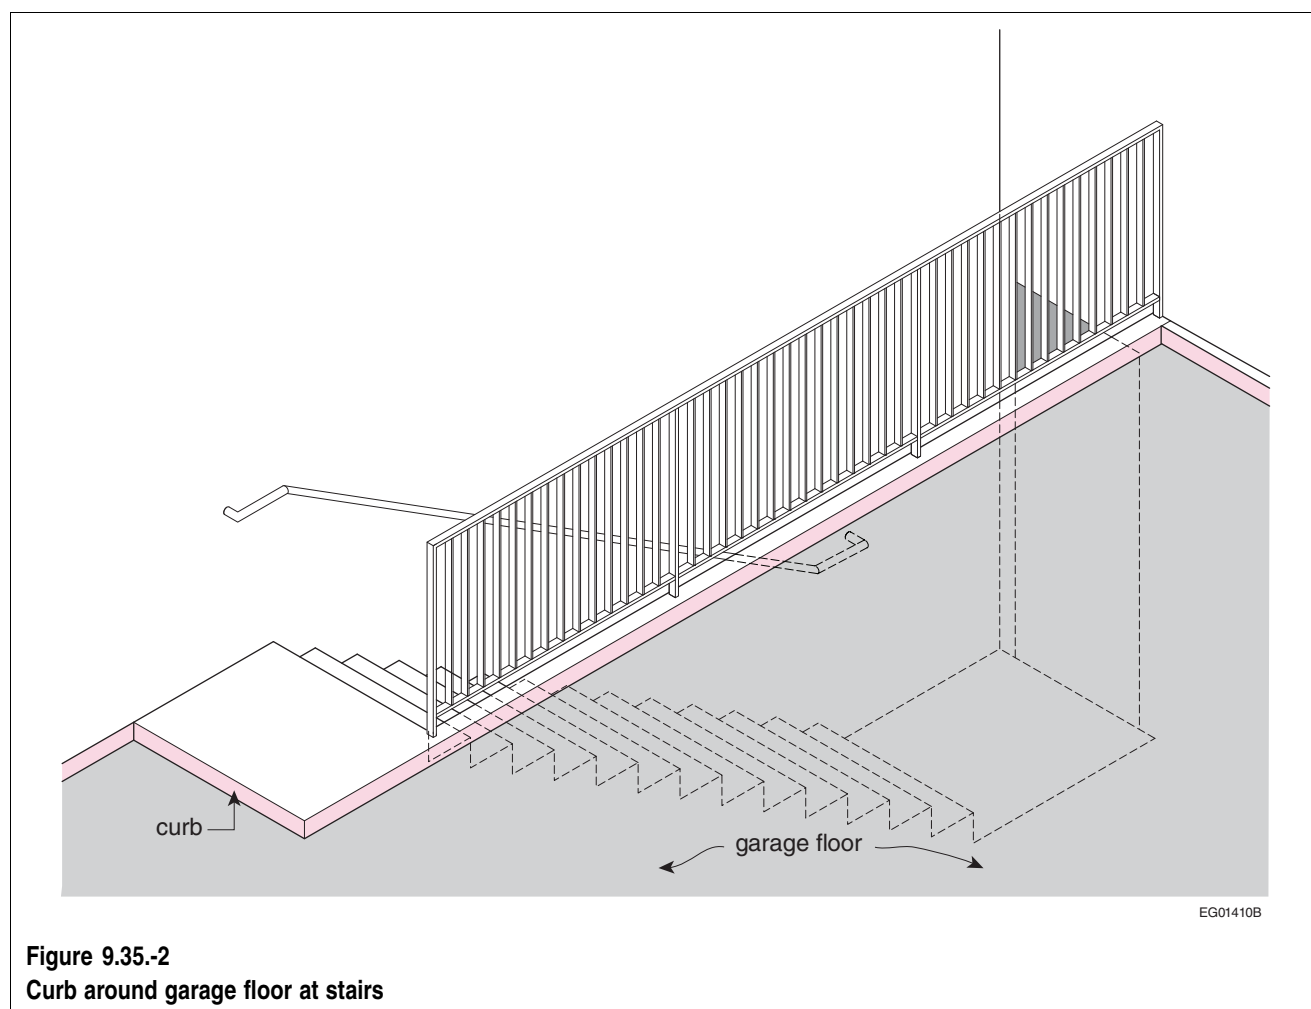 curb
garage floor
EG01410B
Figure 9.35.-2
Curb around garage floor at stairs